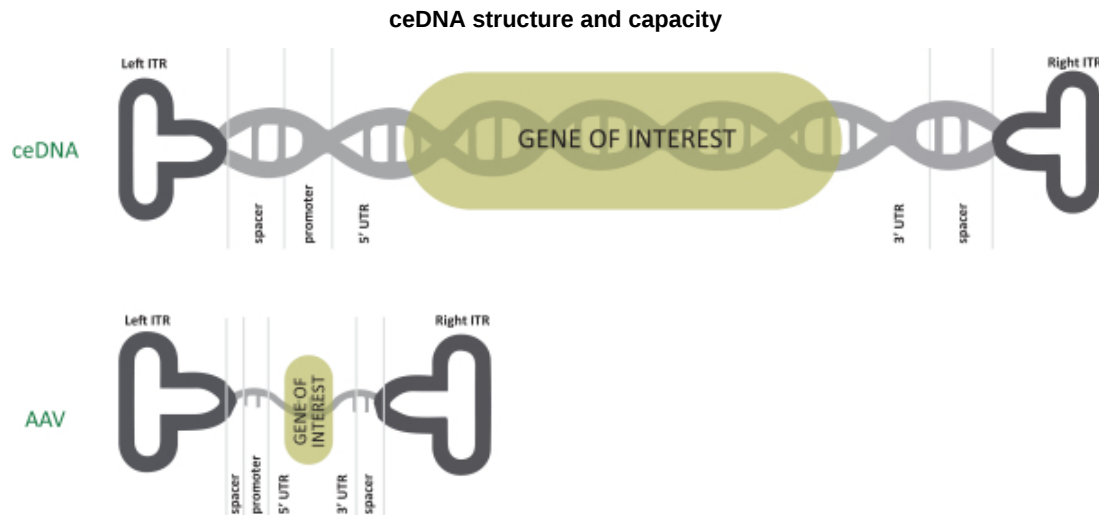 ceDNA structure and capacity
Left ITR
Right ITR
ceDNA
GENE OF INTEREST
spacer
promoter
5' UTR
3' UTR
spacer
Left ITR
Right ITR
AAV
GENE OF
INTEREST
spacer
promoter
5' UTR
3' UTR
spacer